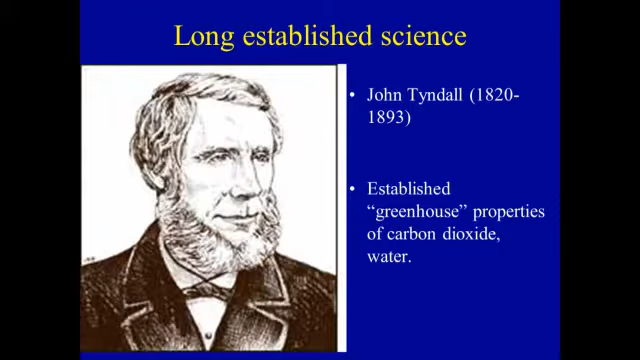 Long established science
• John Tyndall (1820-
1893)
• Established
“greenhouse” properties
of carbon dioxide,
water.